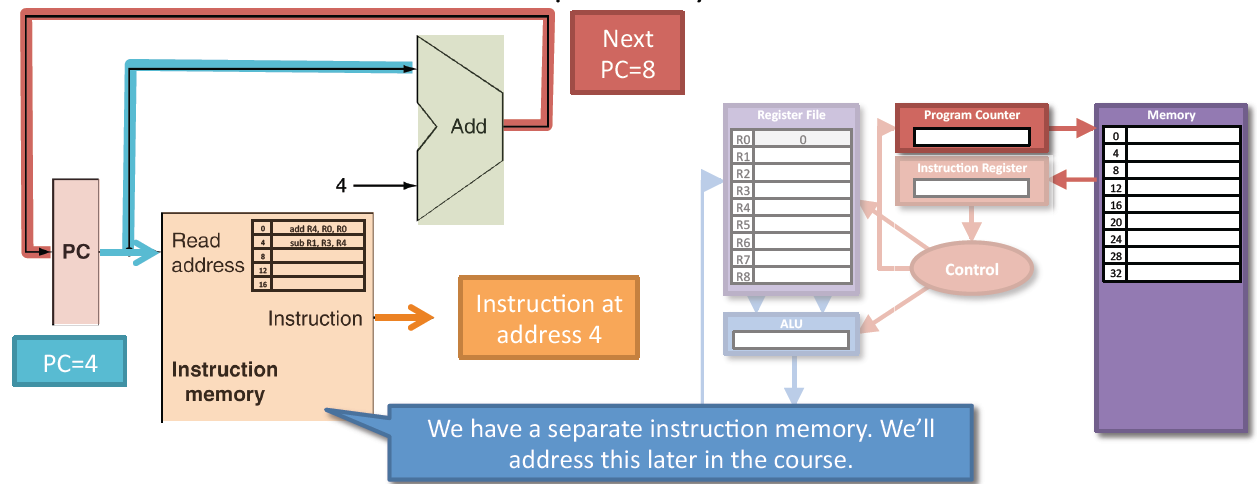 Next
PC=8
Add
4
PC
Read
address
0 add R4, R0, R0
4 sub R1, R3, R4
8
12
16
Instruction
Instruction
memory
PC=4
Instruction at
address 4
Register File
R0 0
R1
R2
R3
R4
R5
R6
R7
R8
ALU
Program Counter
Instruction Register
Control
Memory
0
4
8
12
16
20
24
28
32
We have a separate instruction memory. We'll
address this later in the course.